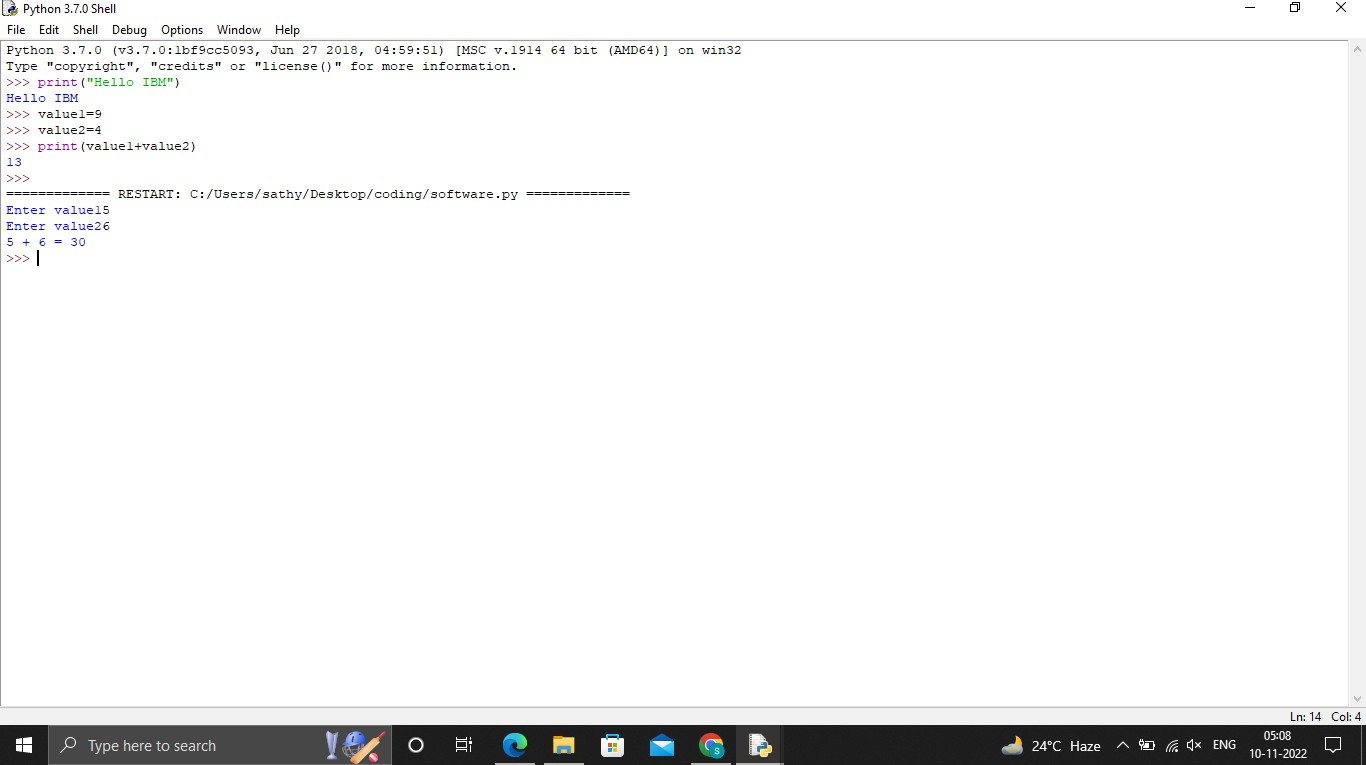 Python 3.7.0 Shell
File Edit Shell Debug Options Window Help
Python 3.7.0 (v3.7.0:1bf9cc5093, Jun 27 2018, 04:59:51) [MSC v.1914 64 bit (AMD64)] on win32
Type "copyright", "credits" or "license()" for more information.
>>> print("Hello IBM")
Hello IBM
>>> value1=9
>>> value2=4
>>> print(value1+value2)
13
>>>
============= RESTART: C:/Users/sathy/Desktop/coding/software.py =============
Enter value15
Enter value26
5 + 6 = 30
>>>
Ln: 14 Col: 4
Type here to search
S
24°C Haze
ENG
05:08
10-11-2022